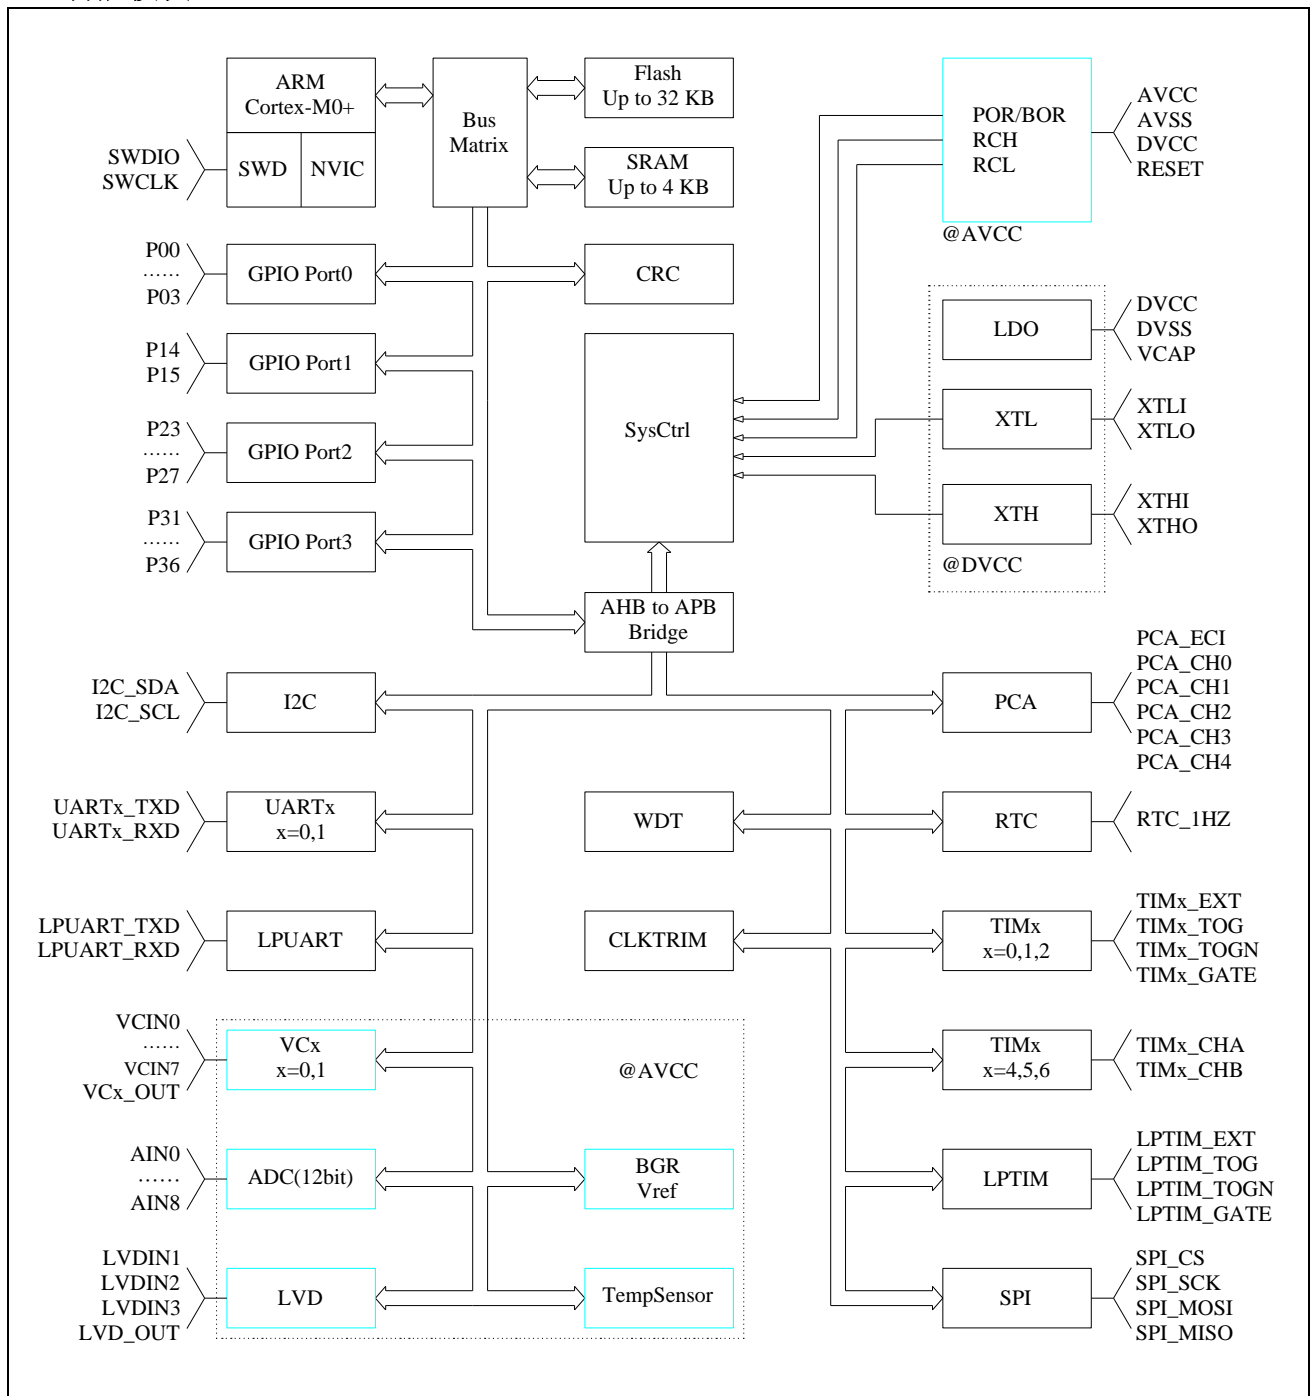 ARM
Cortex-M0+
SWD
NVIC
SWDIO
SWCLK
Bus
Matrix
Flash
Up to 32 KB
SRAM
Up to 4 KB
POR/BOR
RCH
RCL
@AVCC
AVCC
AVSS
DVCC
RESET
P00
......
P03
GPIO Port0
CRC
P14
P15
GPIO Port1
P23
......
P27
GPIO Port2
P31
......
P36
GPIO Port3
SysCtrl
LDO
DVCC
DVSS
VCAP
XTL
XTLI
XTLO
XTH
XTHI
XTHO
@DVCC
AHB to APB
Bridge
I2C_SDA
I2C_SCL
I2C
PCA
PCA_ECI
PCA_CH0
PCA_CH1
PCA_CH2
PCA_CH3
PCA_CH4
UARTx_TXD
UARTx_RXD
UARTx
x=0,1
WDT
RTC
RTC_1HZ
LPUART_TXD
LPUART_RXD
LPUART
CLKTRIM
TIMx
x=0,1,2
TIMx_EXT
TIMx_TOG
TIMx_TOGN
TIMx_GATE
VCIN0
......
VCIN7
VCx_OUT
VCx
x=0,1
@AVCC
TIMx
x=4,5,6
TIMx_CHA
TIMx_CHB
AIN0
......
AIN8
ADC(12bit)
BGR
Vref
LPTIM
LPTIM_EXT
LPTIM_TOG
LPTIM_TOGN
LPTIM_GATE
LVDIN1
LVDIN2
LVDIN3
LVD_OUT
LVD
TempSensor
SPI
SPI_CS
SPI_SCK
SPI_MOSI
SPI_MISO